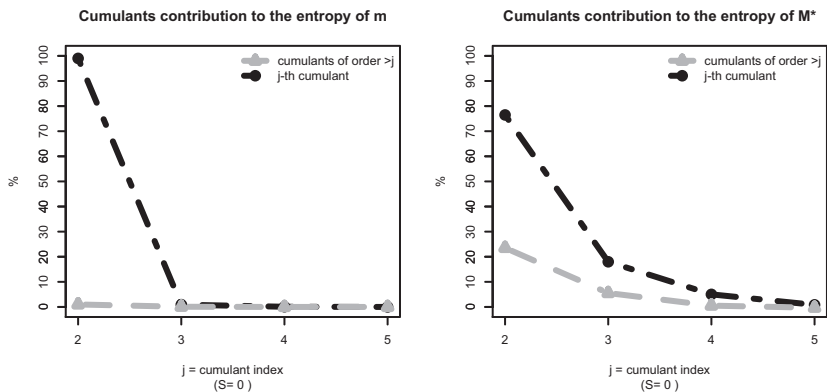 Cumulants contribution to the entropy of m
cumulants of order >j
j-th cumulant
100
90
80
70
60
50
40
30
20
10
0
%
2 3 4 5
j = cumulant index
(S= 0 )
Cumulants contribution to the entropy of M*
cumulants of order >j
j-th cumulant
100
90
80
70
60
50
40
30
20
10
0
%
2 3 4 5
j = cumulant index
(S= 0 )